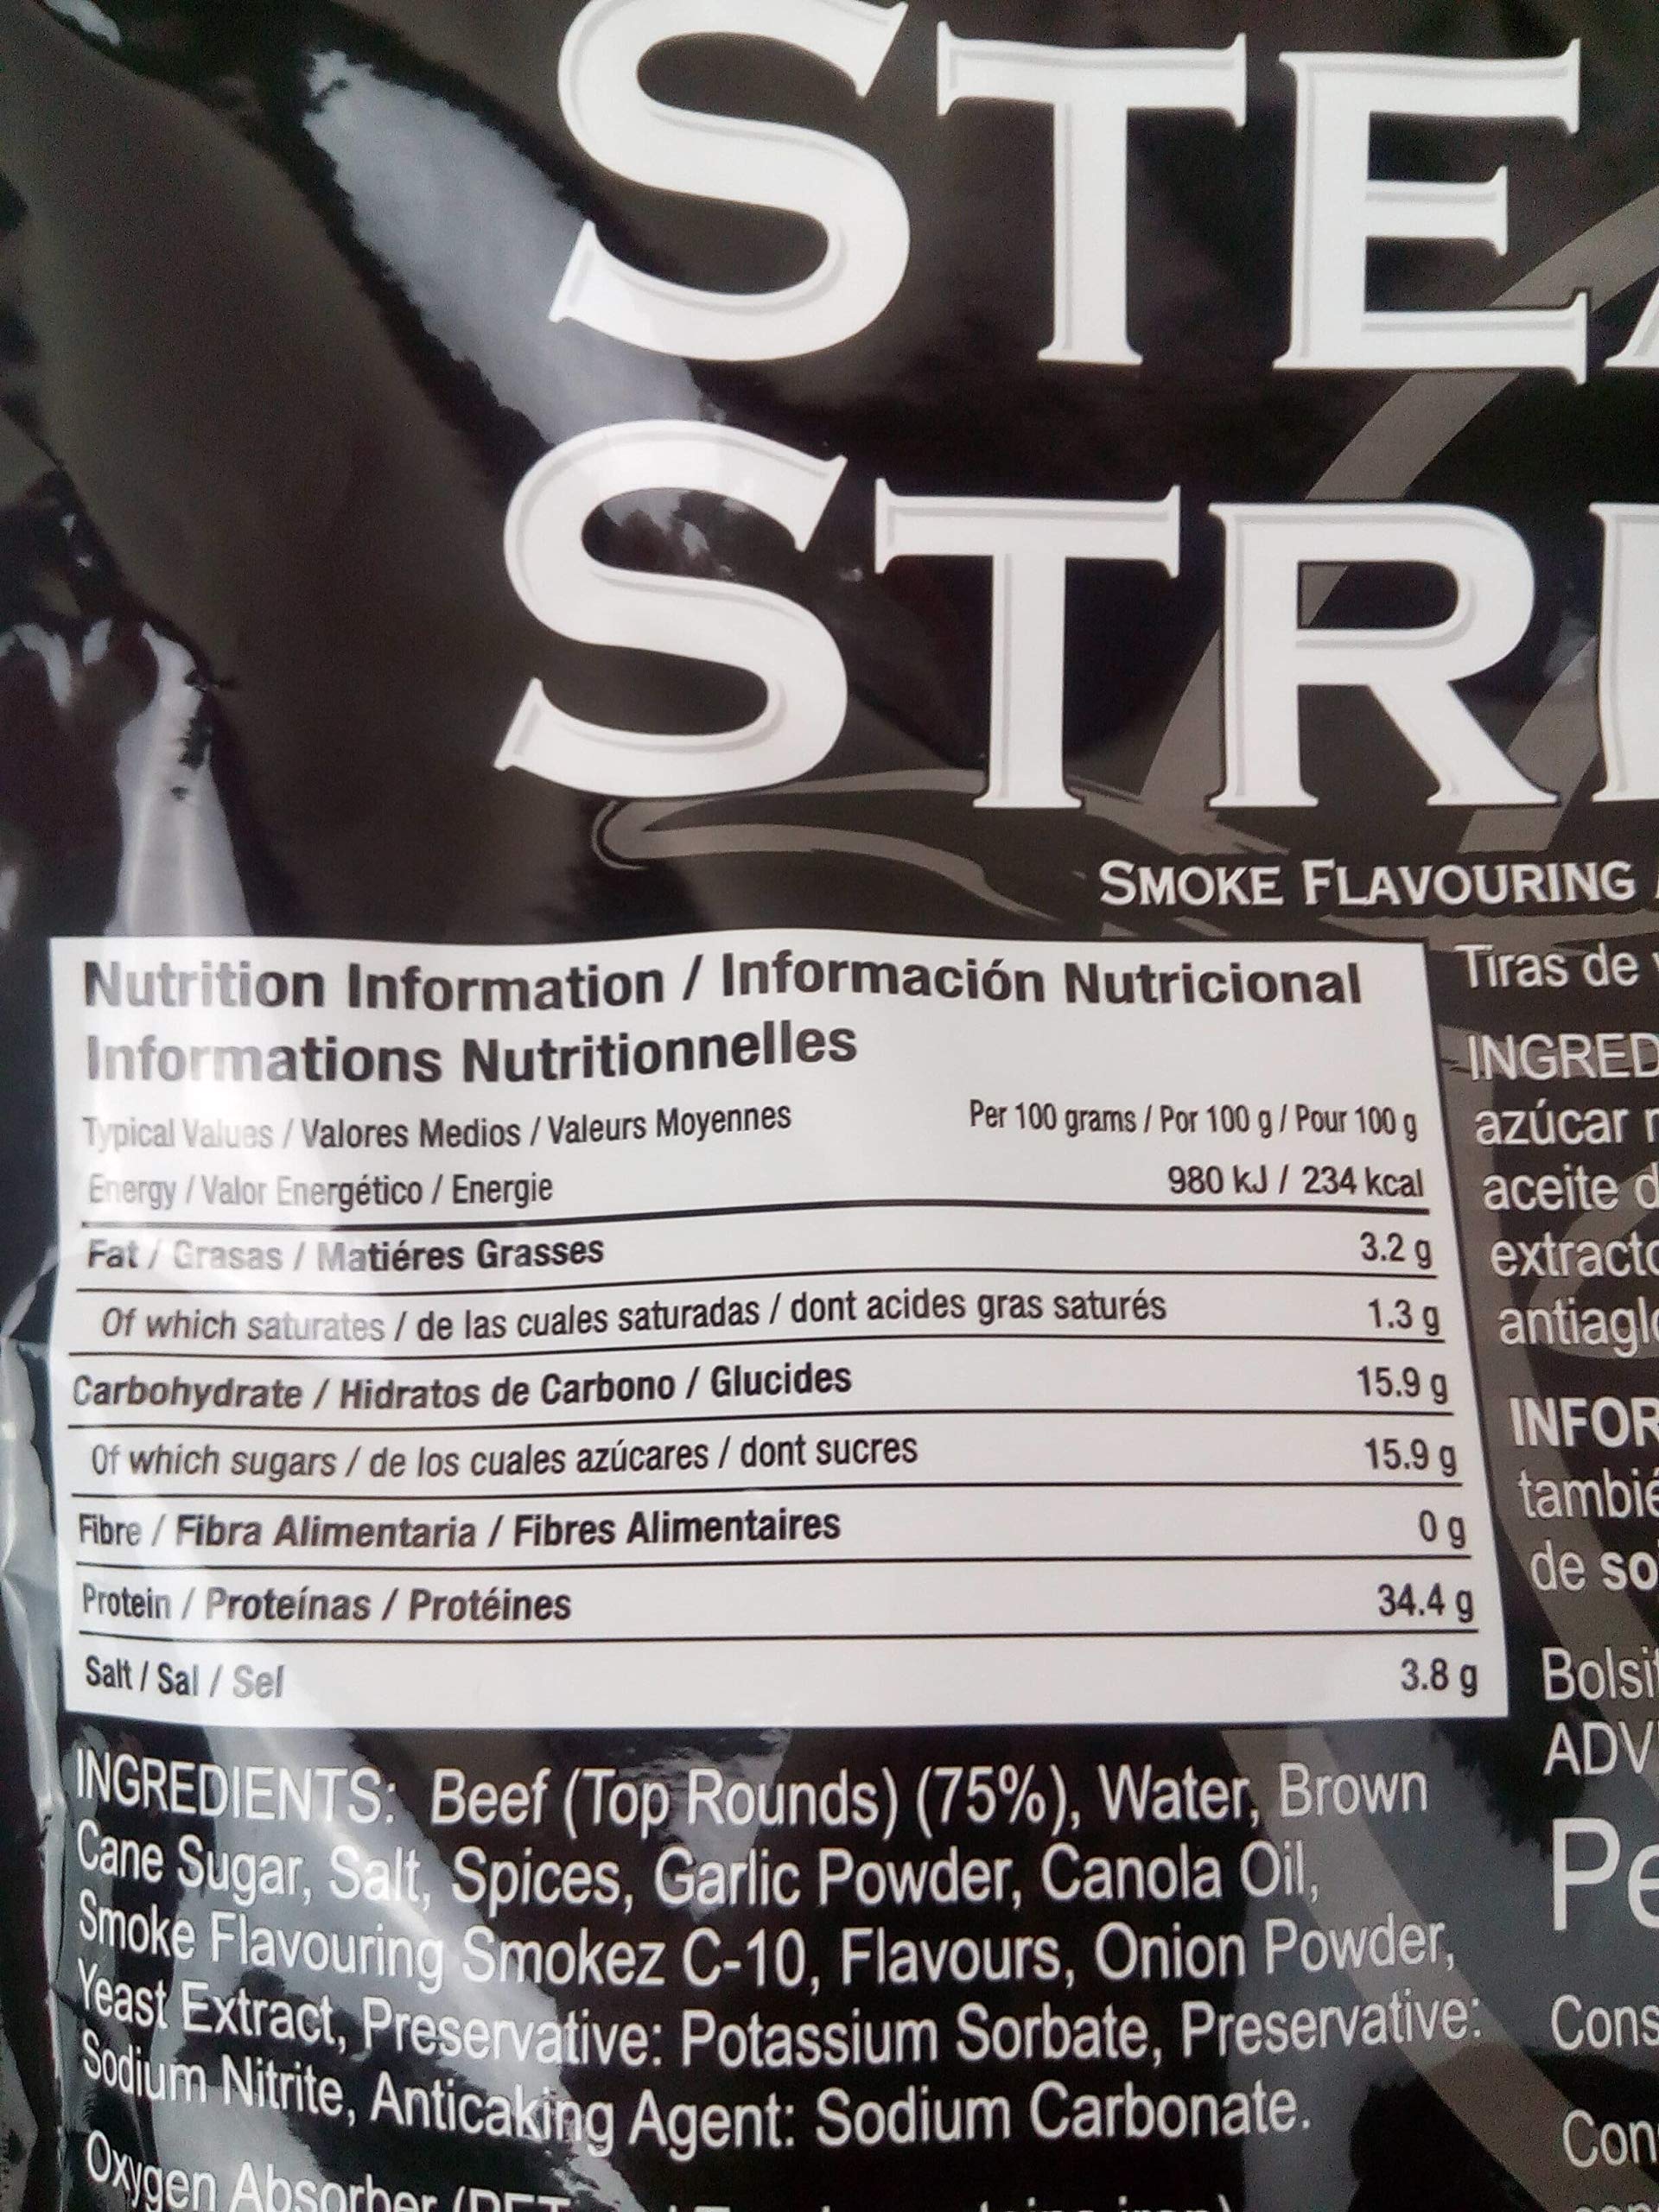 STE
STRI
SMOKE FLAVOURING
Nutrition Information / Información Nutricional
Informations Nutritionnelles
Typical Values / Valores Medios / Valeurs Moyennes Per 100 grams / Por 100 g / Pour 100 g
Energy / Valor Energético / Energie 980 kJ / 234 kcal
Fat / Grasas / Matiéres Grasses 3.2 g
Of which saturates / de las cuales saturadas / dont acides gras saturés 1.3 g
Carbohydrate / Hidratos de Carbono / Glucides 15.9 g
Of which sugars / de los cuales azúcares / dont sucres 15.9 g
Fibre / Fibra Alimentaria / Fibres Alimentaires 0 g
Protein / Proteínas / Protéines 34.4 g
Salt / Sal / Sel 3.8 g
INGREDIENTS: Beef (Top Rounds) (75%), Water, Brown
Cane Sugar, Salt, Spices, Garlic Powder, Canola Oil,
Smoke Flavouring Smokez C-10, Flavours, Onion Powder,
Yeast Extract, Preservative: Potassium Sorbate, Preservative:
Sodium Nitrite, Anticaking Agent: Sodium Carbonate.
Oxygen Absorber
Tiras de
INGRED
azúcar
aceite d
extracto
antiaglo
INFOR
tambié
de so
Bolsit
ADV
Pe
Cons
Con